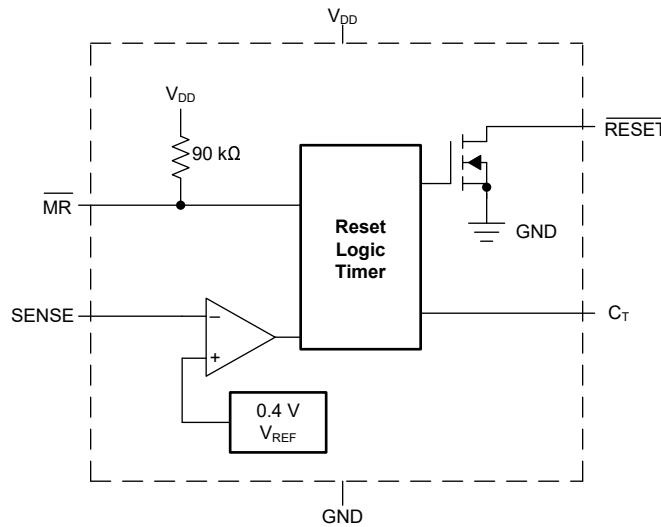 VDD
VDD
90 kΩ
RESET
MR
Reset
Logic
Timer
GND
SENSE
−
+
CT
0.4 V
VREF
GND